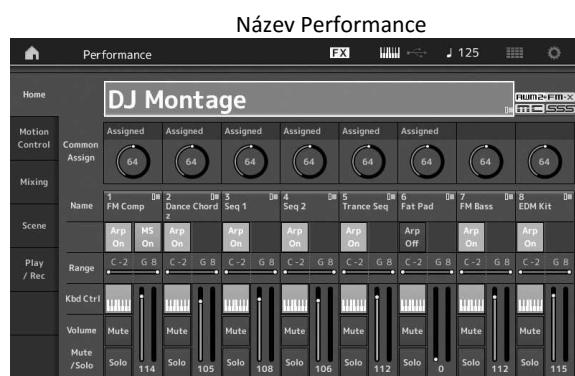 Název Performance
Performance FX 125
Home
DJ Montage
AWM2 FM-X
MC SSS
Motion Control
Common Assign
Assigned Assigned Assigned Assigned Assigned Assigned
64 64 64 64 64 64 64 64
Mixing
Name
1 FM Comp
2 Dance Chordz
3 Seq 1
4 Seq 2
5 Trance Seq
6 Fat Pad
7 FM Bass
8 EDM Kit
Scene
Arp On MS On Arp On Arp On Arp On Arp On Arp Off Arp On Arp On
Play / Rec
Range
C -2 G 8 C -2 G 8 C -2 G 8 C -2 G 8 C -2 G 8 C -2 G 8 C -2 G 8 C -2 G 8
Kbd Ctrl
Volume
Mute Mute Mute Mute Mute Mute Mute Mute
Mute /Solo
Solo 114 Solo 105 Solo 108 Solo 106 Solo 112 Solo 0 Solo 112 Solo 115